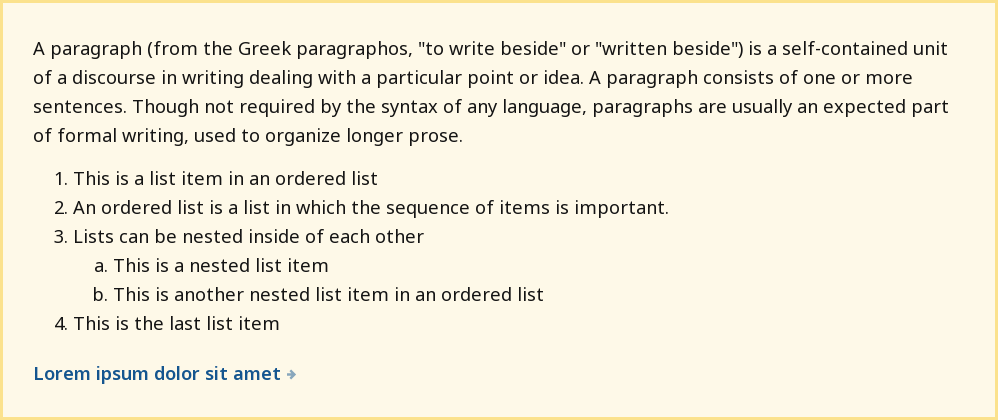 A paragraph (from the Greek paragraphos, "to write beside" or "written beside") is a self-contained unit
of a discourse in writing dealing with a particular point or idea. A paragraph consists of one or more
sentences. Though not required by the syntax of any language, paragraphs are usually an expected part
of formal writing, used to organize longer prose.
1. This is a list item in an ordered list
2. An ordered list is a list in which the sequence of items is important.
3. Lists can be nested inside of each other
a. This is a nested list item
b. This is another nested list item in an ordered list
4. This is the last list item
Lorem ipsum dolor sit amet →